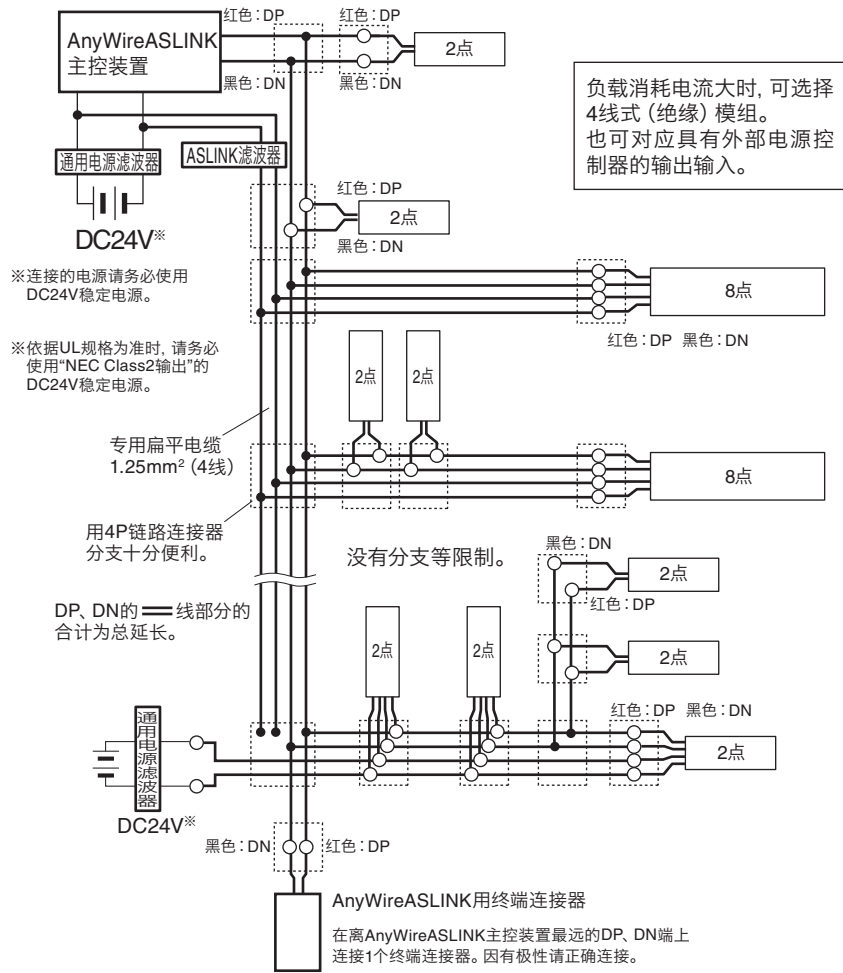 红色：DP
红色：DP
AnyWireASLINK
主控装置
2点
黑色：DN
黑色：DN
负载消耗电流大时，可选择
4线式（绝缘）模组。
也可对应具有外部电源控
制器的输出输入。
通用电源滤波器
ASLINK滤波器
红色：DP
2点
DC24V※
黑色：DN
※连接的电源请务必使用
DC24V稳定电源。
8点
红色：DP 黑色：DN
※依据UL规格为准时，请务必
使用“NEC Class2输出”的
DC24V稳定电源。
2点
2点
专用扁平电缆
1.25mm²（4线）
8点
用4P链路连接器
分支十分便利。
没有分支等限制。
黑色：DN
2点
红色：DP
DP、DN的 线部分的
合计为总延长。
2点
2点
2点
通用电源滤波器
红色：DP 黑色：DN
2点
DC24V※
黑色：DN
红色：DP
AnyWireASLINK用终端连接器
在离AnyWireASLINK主控装置最远的DP、DN端上
连接1个终端连接器。因有极性请正确连接。